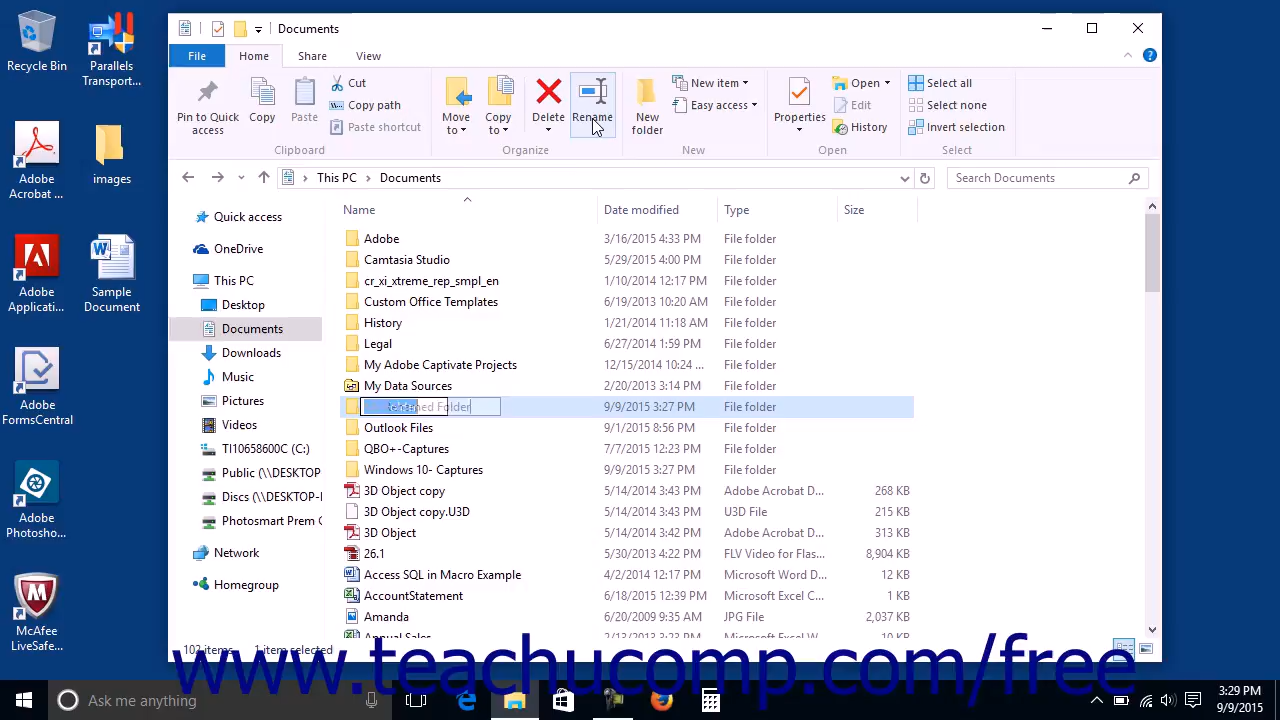 Documents
File Home Share View
Pin to Quick access
Copy
Paste
Cut
Copy path
Paste shortcut
Clipboard
Move to
Copy to
Delete
Rename
Organize
New folder
New item
Easy access
New
Properties
Open
Edit
History
Open
Select all
Select none
Invert selection
Select
This PC Documents
Search Documents
Quick access
OneDrive
This PC
Desktop
Documents
Downloads
Music
Pictures
Videos
TI10658600C (C:)
Public (\\DESKTOP
Discs (\\DESKTOP-
Photosmart Prem
Network
Homegroup
Name Date modified Type Size
Adobe 3/16/2015 4:33 PM File folder
Camtasia Studio 5/29/2015 4:00 PM File folder
cr_xi_xtreme_rep_smpl_en 1/10/2014 12:17 PM File folder
Custom Office Templates 6/19/2013 10:20 AM File folder
History 1/21/2014 11:18 AM File folder
Legal 6/27/2014 1:59 PM File folder
My Adobe Captivate Projects 12/15/2014 10:24 ... File folder
My Data Sources 2/20/2013 3:14 PM File folder
Folder 9/9/2015 3:27 PM File folder
Outlook Files 9/1/2015 8:56 PM File folder
QBO+-Captures 7/7/2015 12:23 PM File folder
Windows 10- Captures 9/9/2015 3:27 PM File folder
3D Object copy 5/14/2014 3:43 PM Adobe Acrobat D... 268 KB
3D Object copy.U3D 5/14/2014 3:43 PM U3D File 215 KB
3D Object 5/14/2014 3:42 PM Adobe Acrobat D... 313 KB
26.1 5/30/2013 4:22 PM FLV Video for Flas... 8,904 KB
Access SQL in Macro Example 4/2/2014 12:17 PM Microsoft Word D... 12 KB
AccountStatement 6/18/2015 12:39 PM Microsoft Excel C... 1 KB
Amanda 6/20/2009 9:35 AM JPG File 2,037 KB
Annual Sales 2/13/2013 3:23 PM Microsoft Excel W... 10 KB
102 items 1 item selected
www.teachucomp.com/free
Recycle Bin
Parallels Transport...
Adobe Acrobat ...
images
Adobe Applicati...
Sample Document
Adobe FormsCentral
Adobe Photosho...
McAfee LiveSafe...
Ask me anything
3:29 PM
9/9/2015